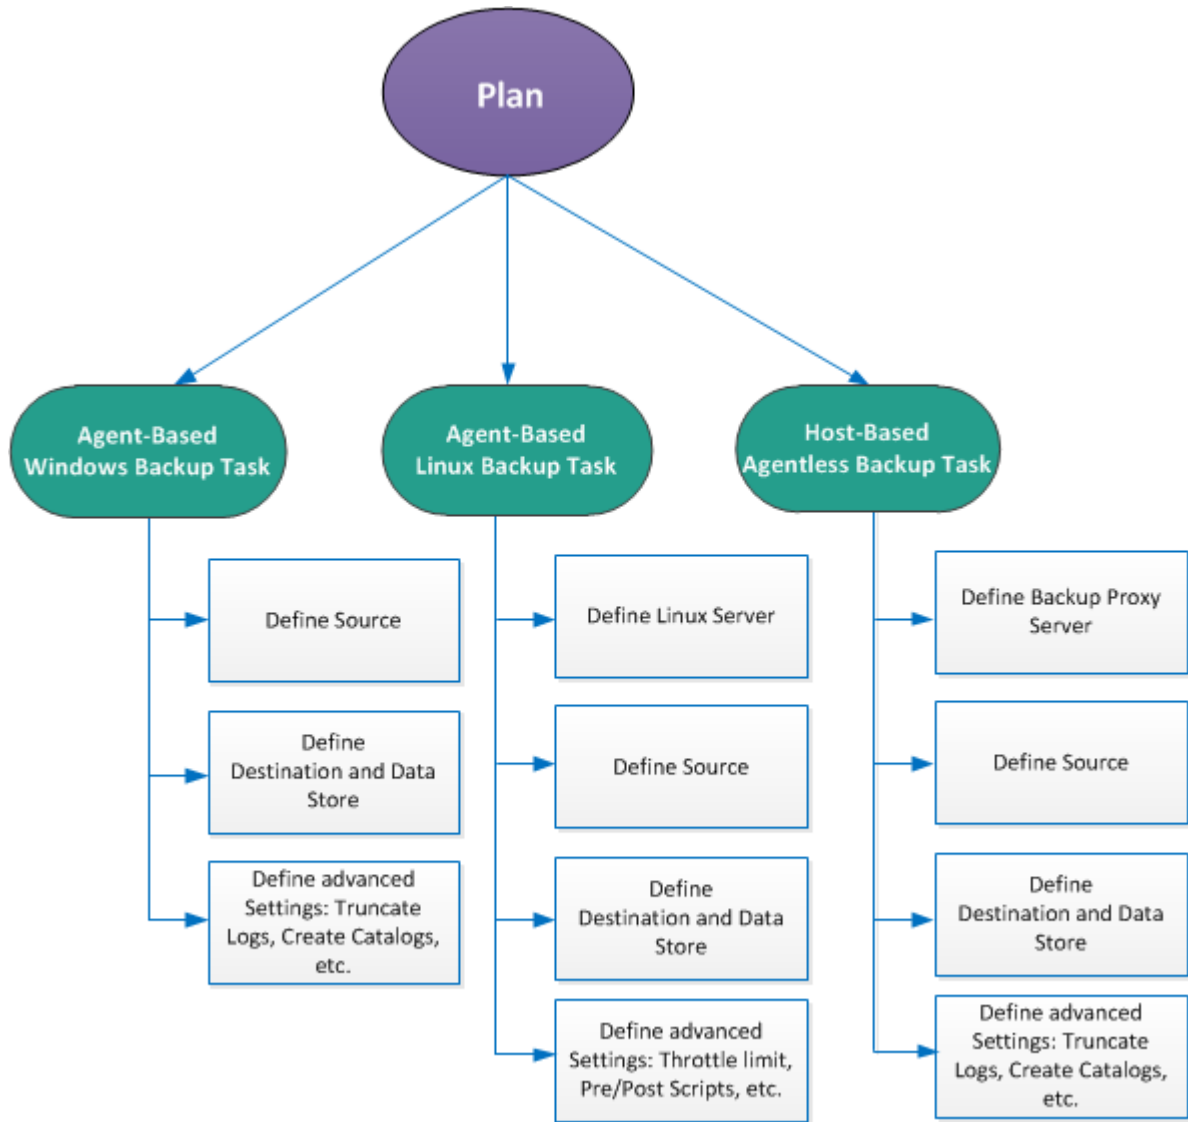 Plan
Agent-Based
Windows Backup Task
Agent-Based
Linux Backup Task
Host-Based
Agentless Backup Task
Define Source
Define
Destination and Data
Store
Define advanced
Settings: Truncate
Logs, Create Catalogs,
etc.
Define Linux Server
Define Source
Define
Destination and Data
Store
Define advanced
Settings: Throttle limit,
Pre/Post Scripts, etc.
Define Backup Proxy
Server
Define Source
Define
Destination and Data
Store
Define advanced
Settings: Truncate
Logs, Create Catalogs,
etc.